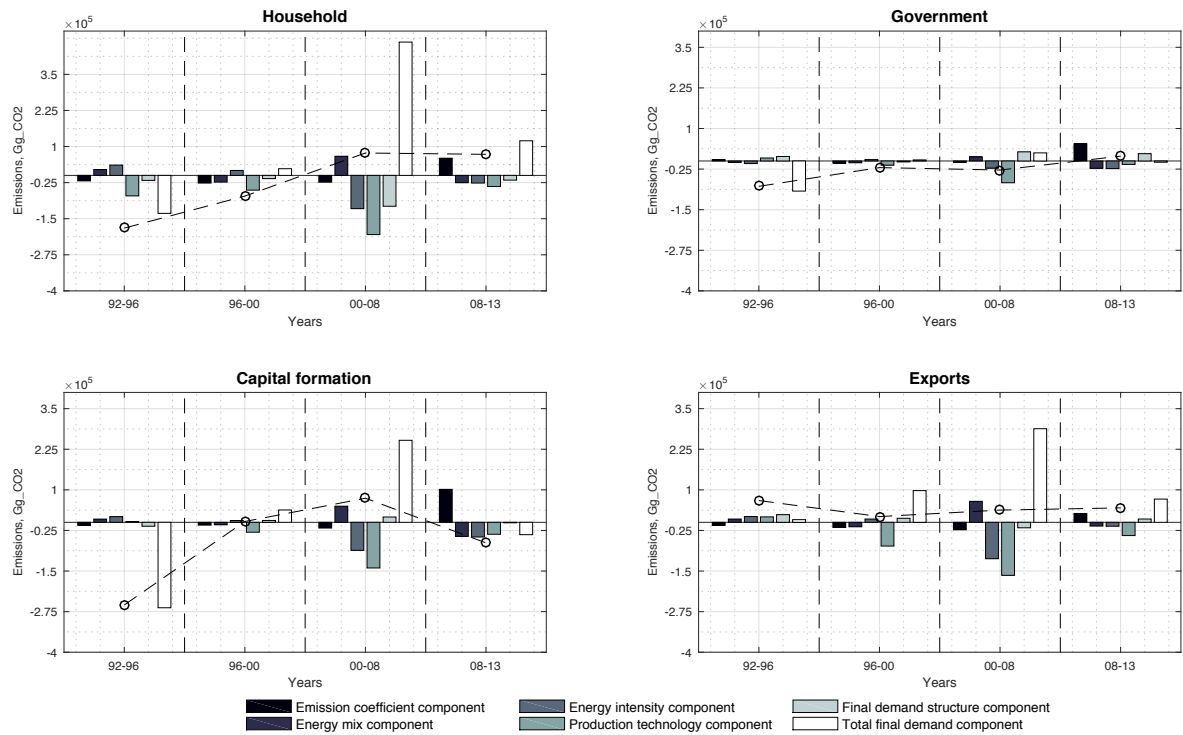 Household
×10^5
3.5
2.25
1
-0.25
-1.5
-2.75
-4
Emissions, Gg_CO2
92-96 96-00 00-08 08-13
Years
Government
×10^5
3.5
2.25
1
-0.25
-1.5
-2.75
-4
Emissions, Gg_CO2
92-96 96-00 00-08 08-13
Years
Capital formation
×10^5
3.5
2.25
1
-0.25
-1.5
-2.75
-4
Emissions, Gg_CO2
92-96 96-00 00-08 08-13
Years
Exports
×10^5
3.5
2.25
1
-0.25
-1.5
-2.75
-4
Emissions, Gg_CO2
92-96 96-00 00-08 08-13
Years
Emission coefficient component Energy intensity component Final demand structure component
Energy mix component Production technology component Total final demand component